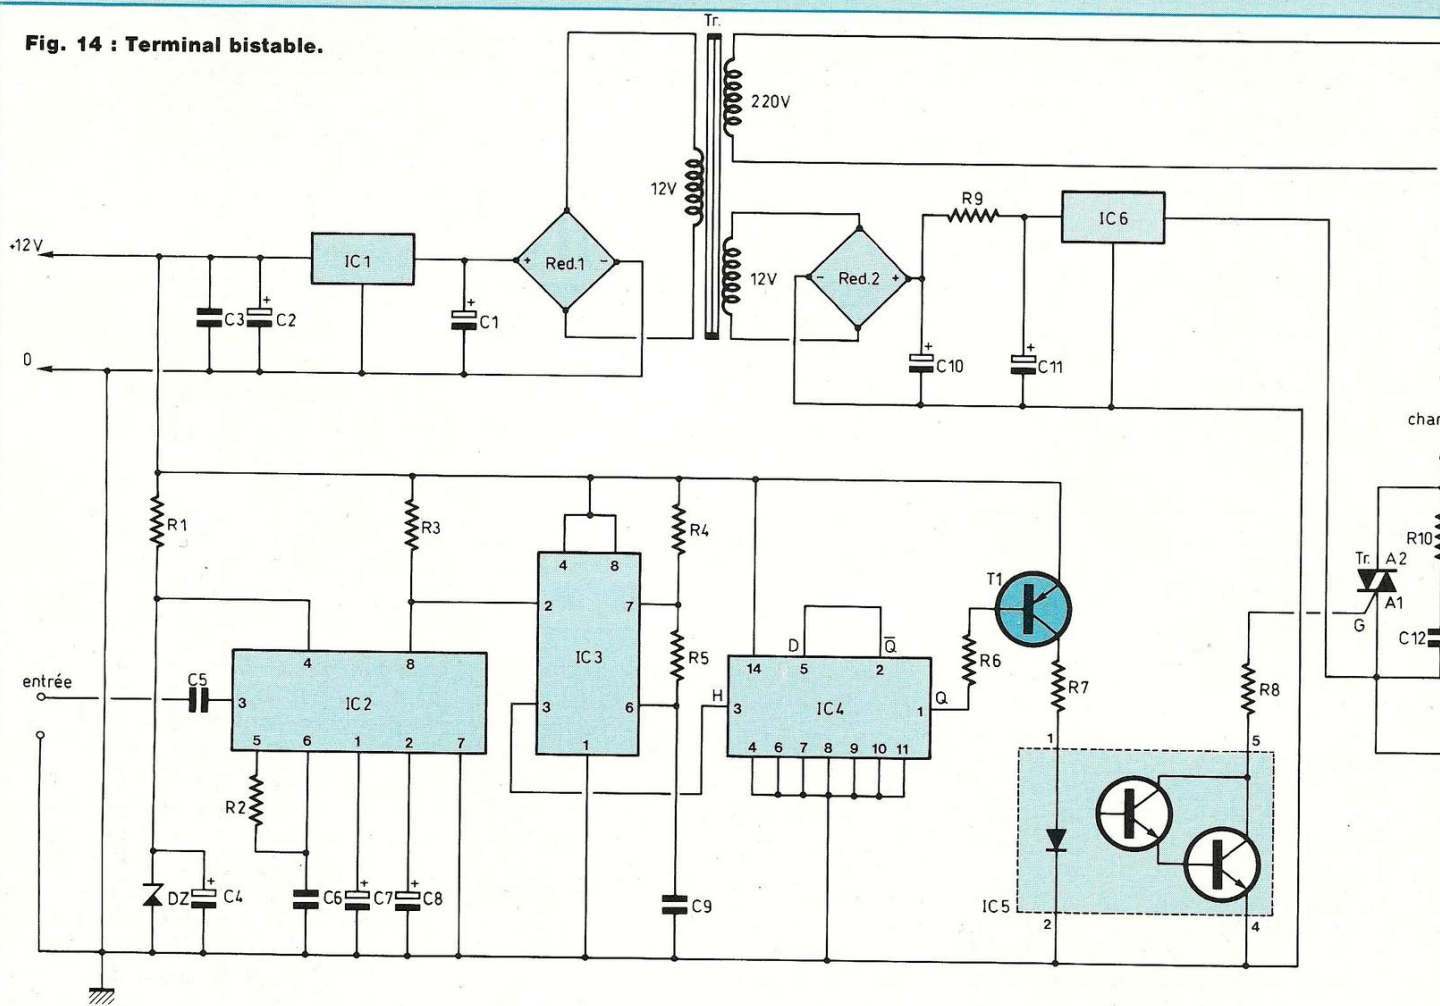 Fig. 14 : Terminal bistable.
Tr.
220V
12V
12V
R9
IC6
+12V
IC1
+ Red.1 -
- Red.2 +
C3
+
C2
+
C1
0
+
C10
+
C11
char
R1
R3
R4
R10
4 8
T1
Tr. A2
A1
G
C12
2 7
IC3
R5
D Q̅
R6
R7
R8
entrée
C5
4 8
3 IC2
5 6 1 2 7
3 6
1
14 5 2
H
3 IC4 1
Q
4 6 7 8 9 10 11
1 5
R2
DZ
+
C4
C6
+
C7
+
C8
C9
IC5
2 4